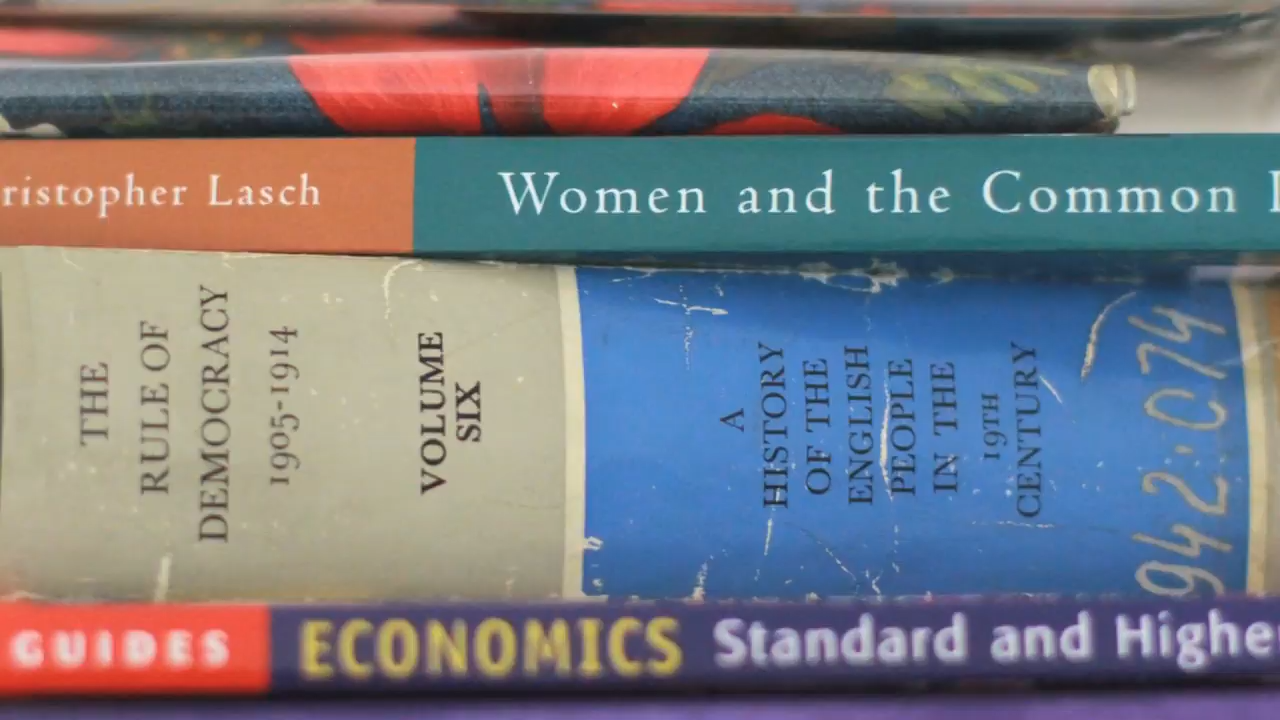 ristopher Lasch
Women and the Common
THE
RULE OF
DEMOCRACY
1905-1914
VOLUME
SIX
A
HISTORY
OF THE
ENGLISH
PEOPLE
IN THE
19TH
CENTURY
942.074
GUIDES
ECONOMICS Standard and Highe